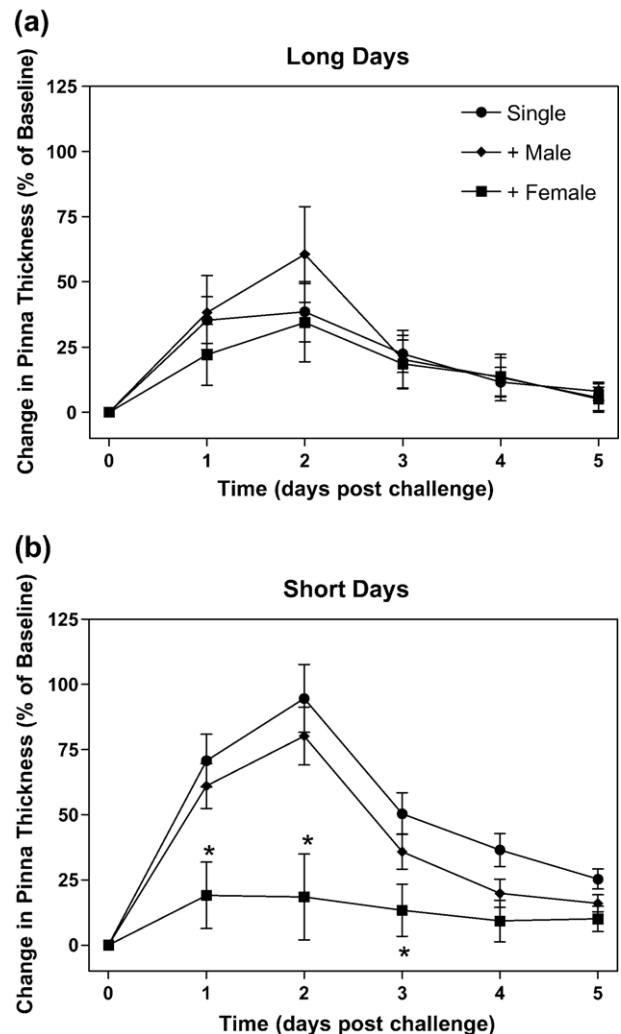 (a)
Long Days
Change in Pinna Thickness (% of Baseline)
125
100
75
50
25
0
Single
+ Male
+ Female
0 1 2 3 4 5
Time (days post challenge)
(b)
Short Days
Change in Pinna Thickness (% of Baseline)
125
100
75
50
25
0
* *
*
0 1 2 3 4 5
Time (days post challenge)